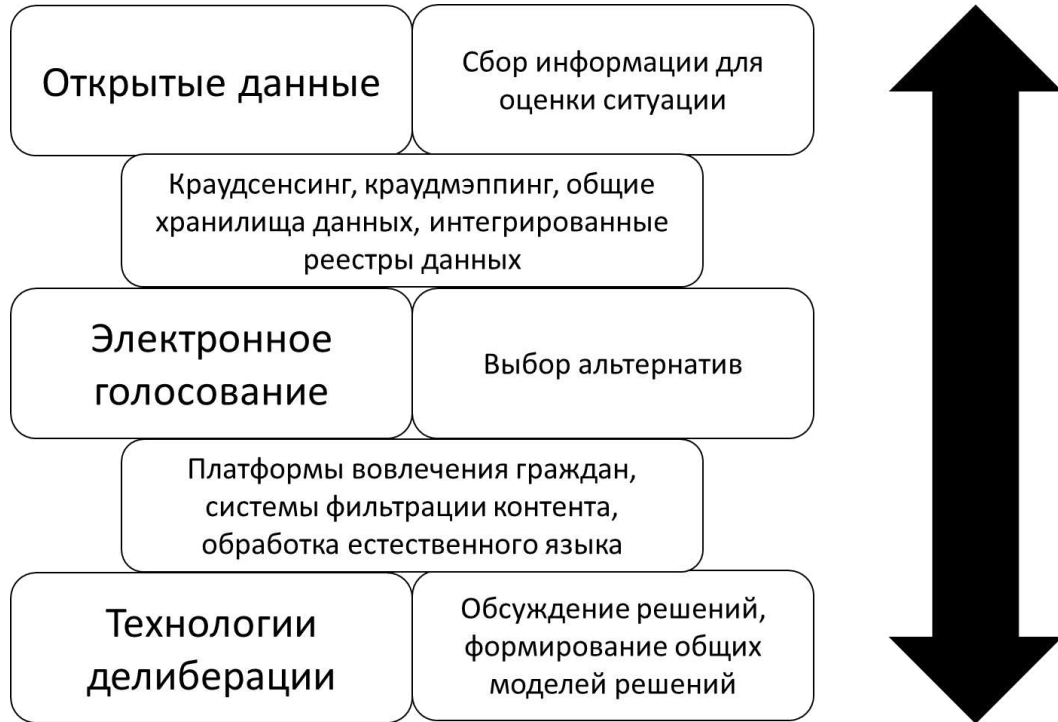 Открытые данные
Сбор информации для
оценки ситуации
Краудсенсинг, краудмэппинг, общие
хранилища данных, интегрированные
реестры данных
Электронное
голосование
Выбор альтернатив
Платформы вовлечения граждан,
системы фильтрации контента,
обработка естественного языка
Технологии
делиберации
Обсуждение решений,
формирование общих
моделей решений